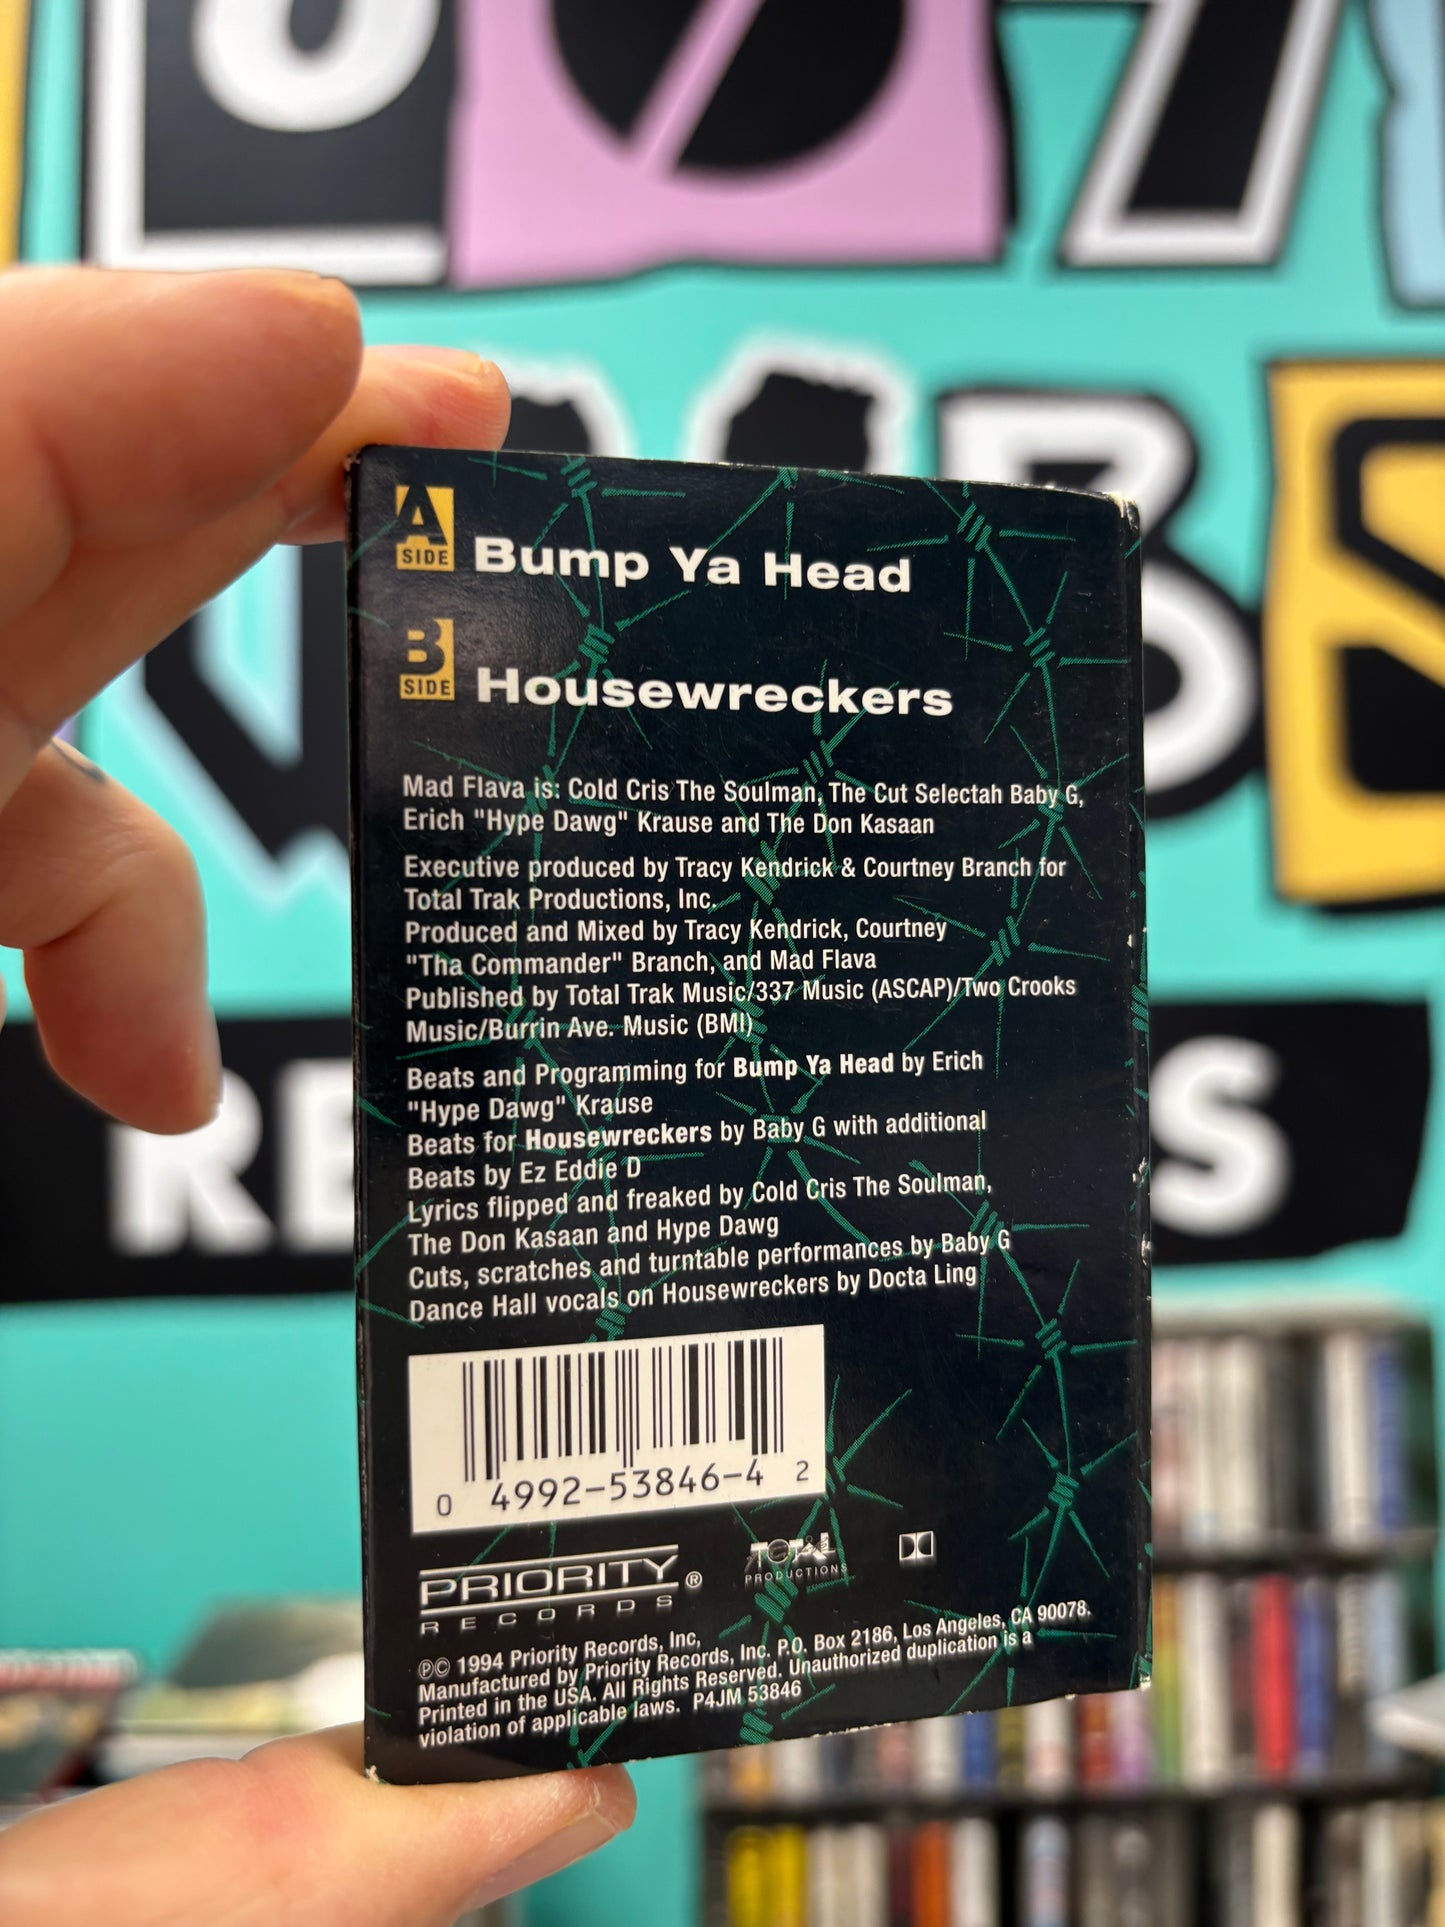 A SIDE Bump Ya Head
B SIDE Housewreckers
Mad Flava is: Cold Cris The Soulman, The Cut Selectah Baby G,
Erich "Hype Dawg" Krause and The Don Kasaan
Executive produced by Tracy Kendrick & Courtney Branch for
Total Trak Productions, Inc.
Produced and Mixed by Tracy Kendrick, Courtney
"Tha Commander" Branch, and Mad Flava
Published by Total Trak Music/337 Music (ASCAP)/Two Crooks
Music/Burrin Ave. Music (BMI)
Beats and Programming for Bump Ya Head by Erich
"Hype Dawg" Krause
Beats for Housewreckers by Baby G with additional
Beats by Ez Eddie D
Lyrics flipped and freaked by Cold Cris The Soulman,
The Don Kasaan and Hype Dawg
Cuts, scratches and turntable performances by Baby G
Dance Hall vocals on Housewreckers by Docta Ling
0 4992-53846-4 2
PRIORITY ®
RECORDS
TOTAL
PRODUCTIONS
℗© 1994 Priority Records, Inc,
Manufactured by Priority Records, Inc. P.O. Box 2186, Los Angeles, CA 90078.
Printed in the USA. All Rights Reserved. Unauthorized duplication is a
violation of applicable laws. P4JM 53846